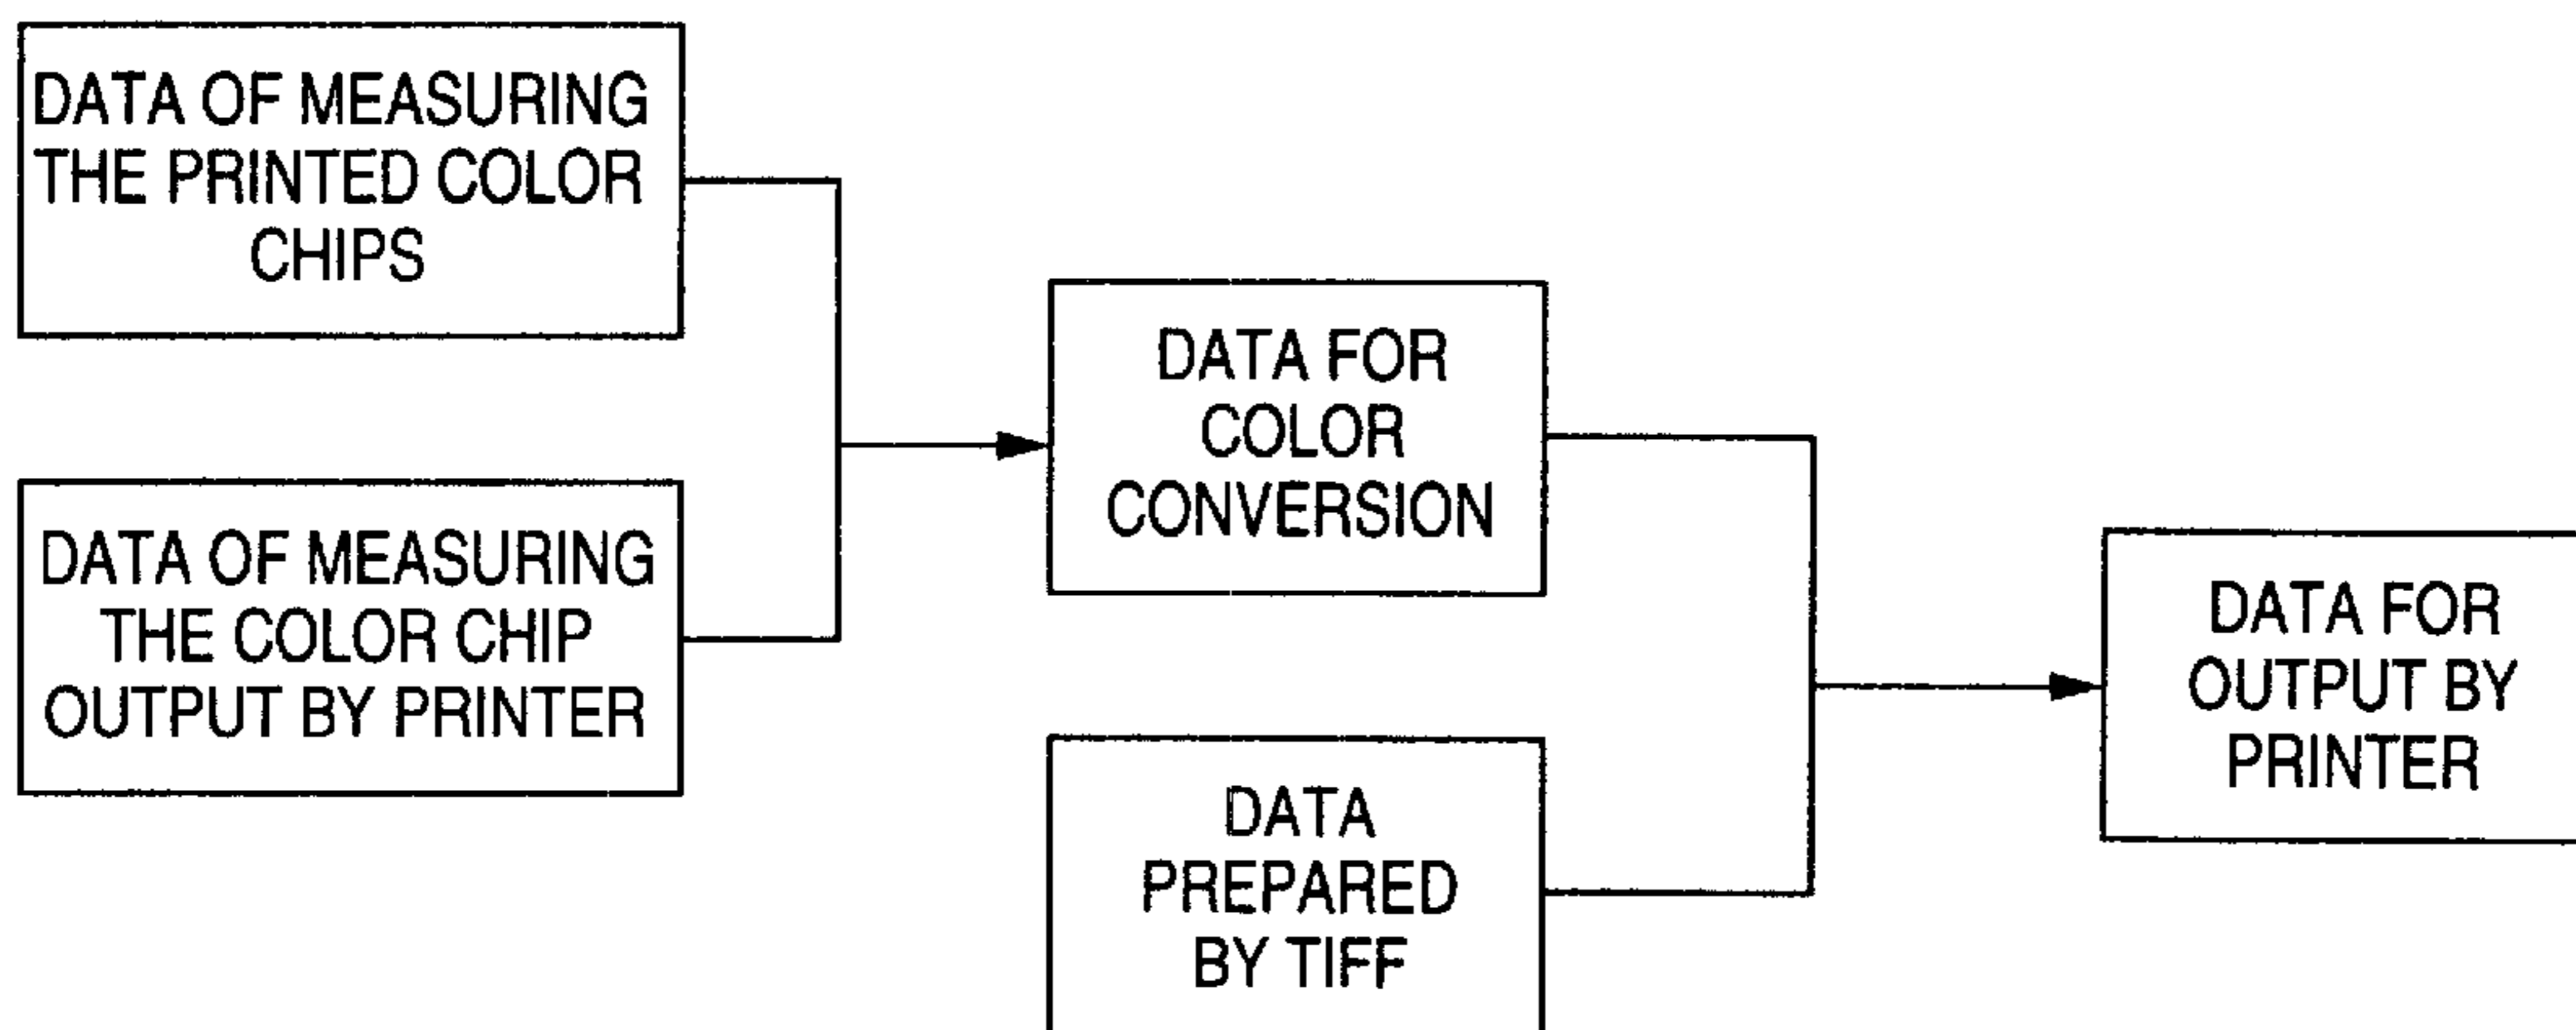 DATA OF MEASURING
THE PRINTED COLOR
CHIPS
DATA OF MEASURING
THE COLOR CHIP
OUTPUT BY PRINTER
DATA FOR
COLOR
CONVERSION
DATA
PREPARED
BY TIFF
DATA FOR
OUTPUT BY
PRINTER